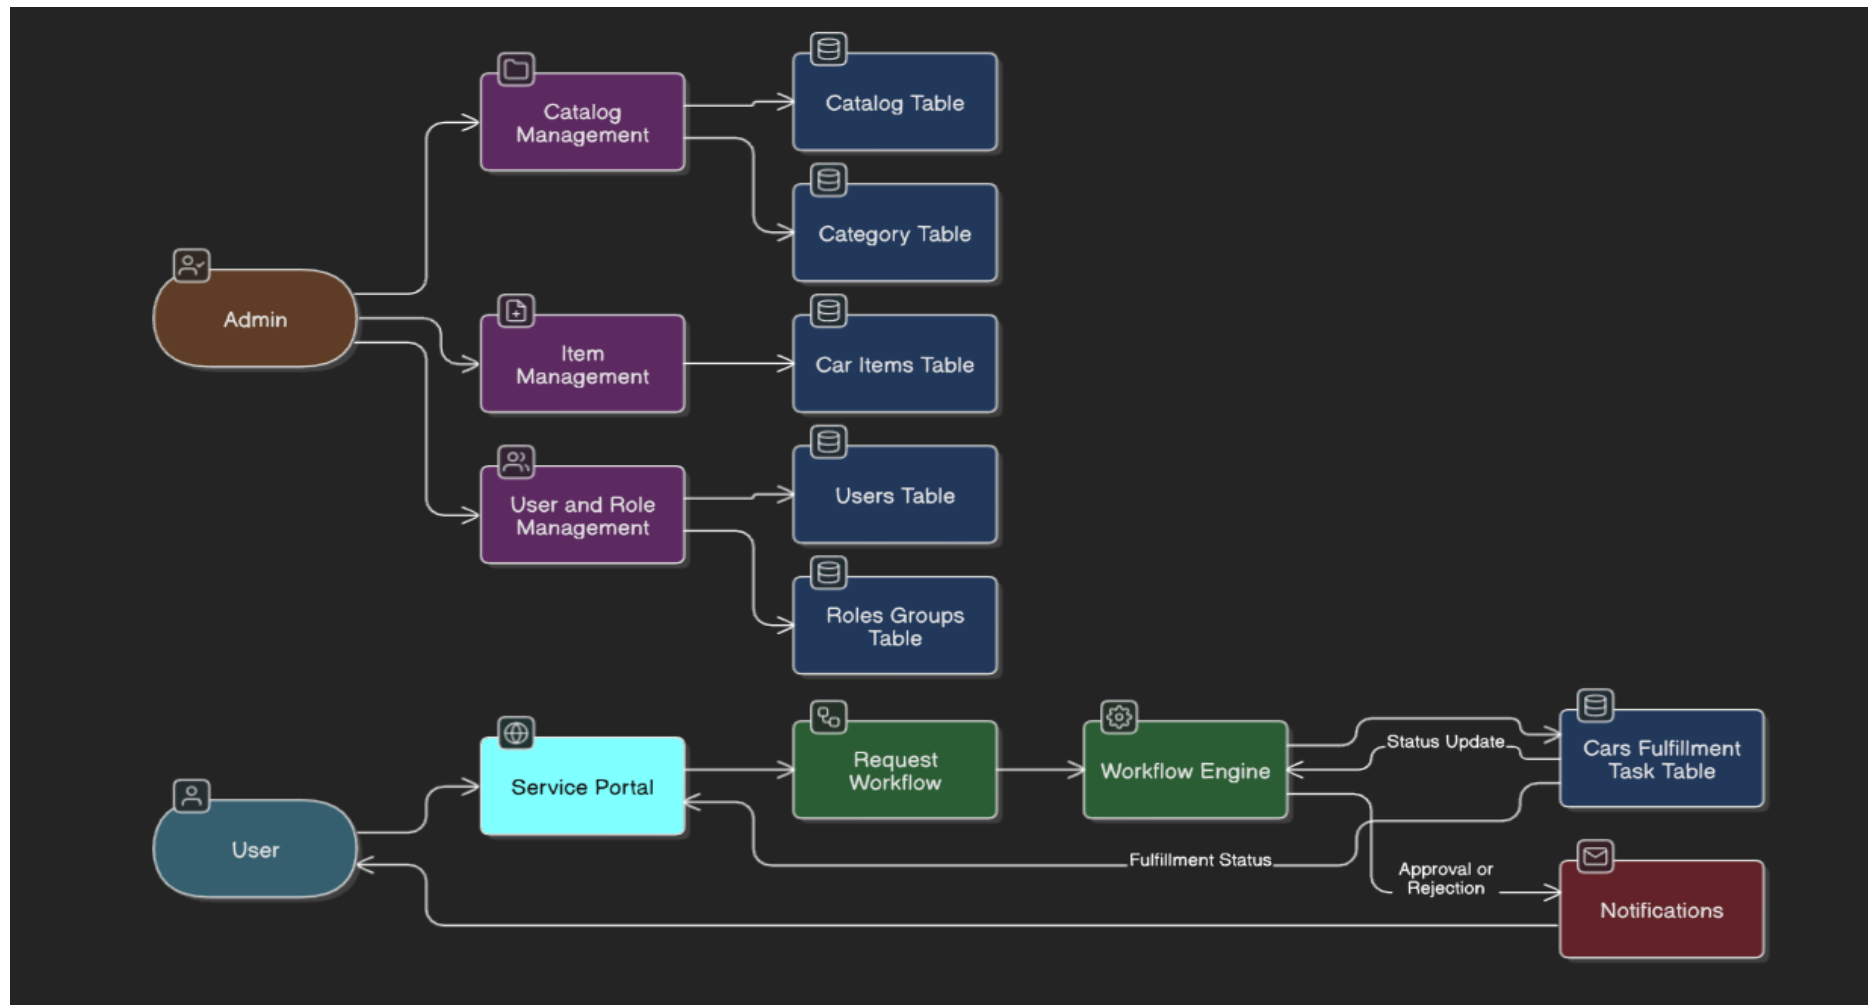 Catalog
Management
Catalog Table
Category Table
Admin
Item
Management
Car Items Table
User and Role
Management
Users Table
Roles Groups
Table
User
Service Portal
Request
Workflow
Workflow Engine
Status Update
Cars Fulfillment
Task Table
Fulfillment Status
Approval or
Rejection
Notifications